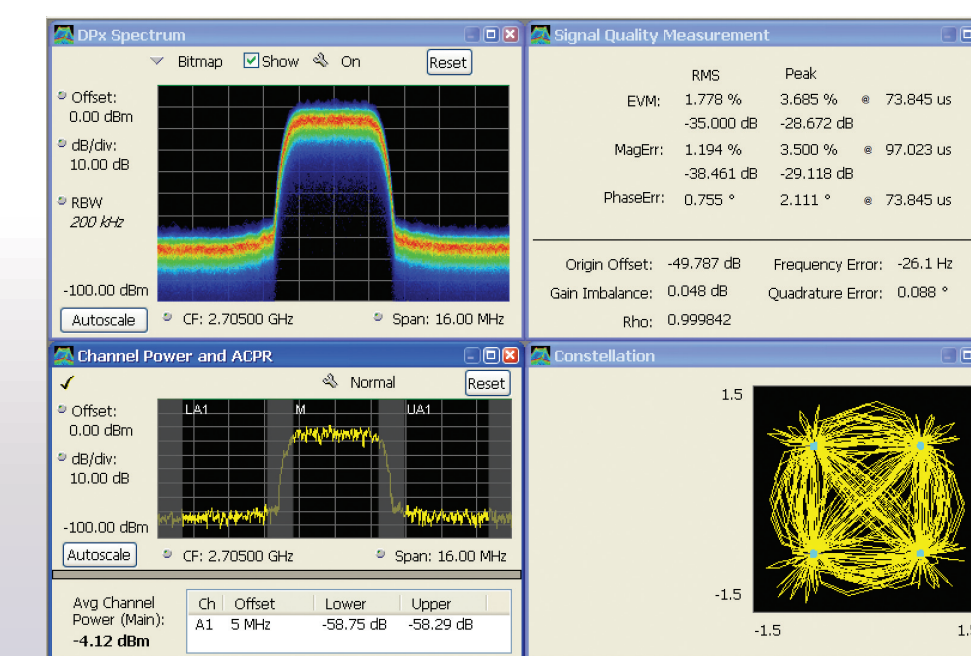 DPx Spectrum
Bitmap Show On Reset
Offset:
0.00 dBm
dB/div:
10.00 dB
RBW
200 kHz
-100.00 dBm
Autoscale CF: 2.70500 GHz Span: 16.00 MHz
Signal Quality Measurement
RMS Peak
EVM: 1.778 % 3.685 % @ 73.845 us
-35.000 dB -28.672 dB
MagErr: 1.194 % 3.500 % @ 97.023 us
-38.461 dB -29.118 dB
PhaseErr: 0.755 ° 2.111 ° @ 73.845 us
Origin Offset: -49.787 dB Frequency Error: -26.1 Hz
Gain Imbalance: 0.048 dB Quadrature Error: 0.088 °
Rho: 0.999842
Channel Power and ACPR
Normal Reset
Offset:
0.00 dBm
dB/div:
10.00 dB
-100.00 dBm
LA1 M UA1
Autoscale CF: 2.70500 GHz Span: 16.00 MHz
Avg Channel
Power (Main):
-4.12 dBm
Ch Offset Lower Upper
A1 5 MHz -58.75 dB -58.29 dB
Constellation
1.5
-1.5
-1.5